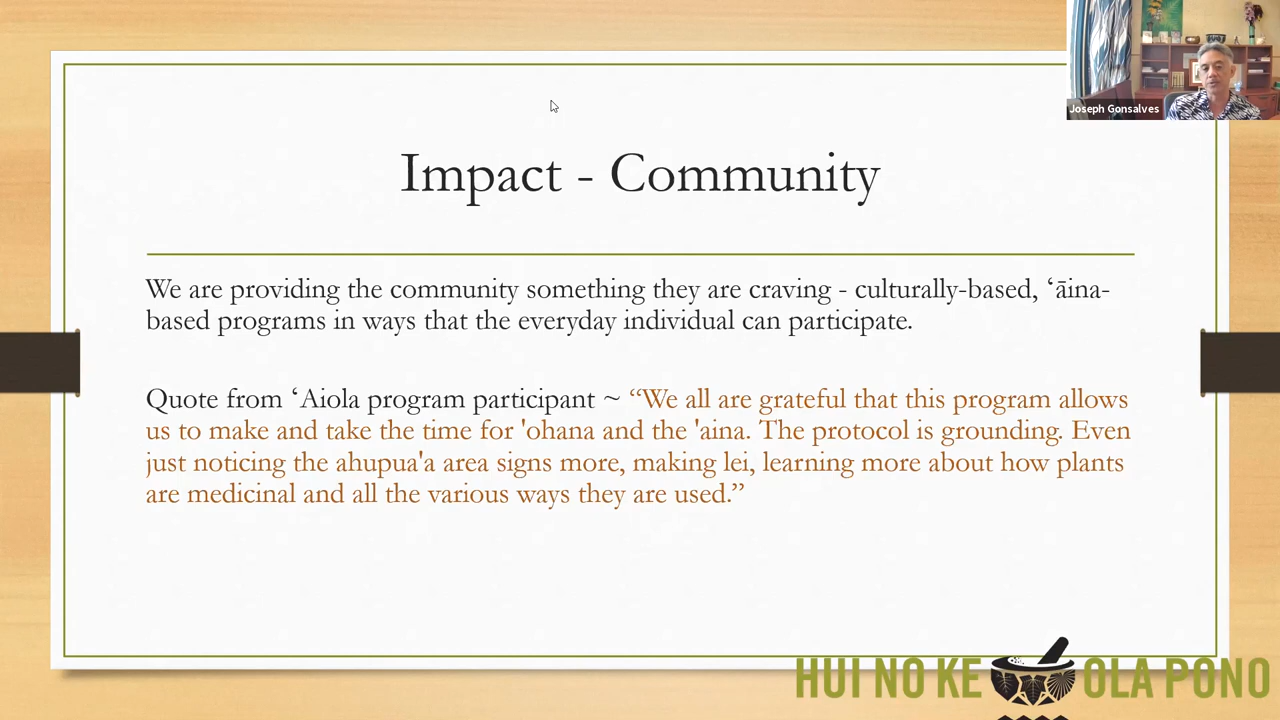 Joseph Gonsalves
Impact - Community
We are providing the community something they are craving - culturally-based, ʻāina-
based programs in ways that the everyday individual can participate.
Quote from ʻAiola program participant ~ “We all are grateful that this program allows
us to make and take the time for 'ohana and the 'aina. The protocol is grounding. Even
just noticing the ahupua'a area signs more, making lei, learning more about how plants
are medicinal and all the various ways they are used.”
HUI NO KE OLA PONO